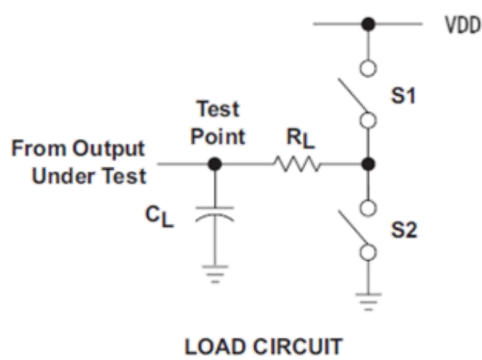 VDD
S1
Test
Point
RL
From Output
Under Test
CL
S2
LOAD CIRCUIT